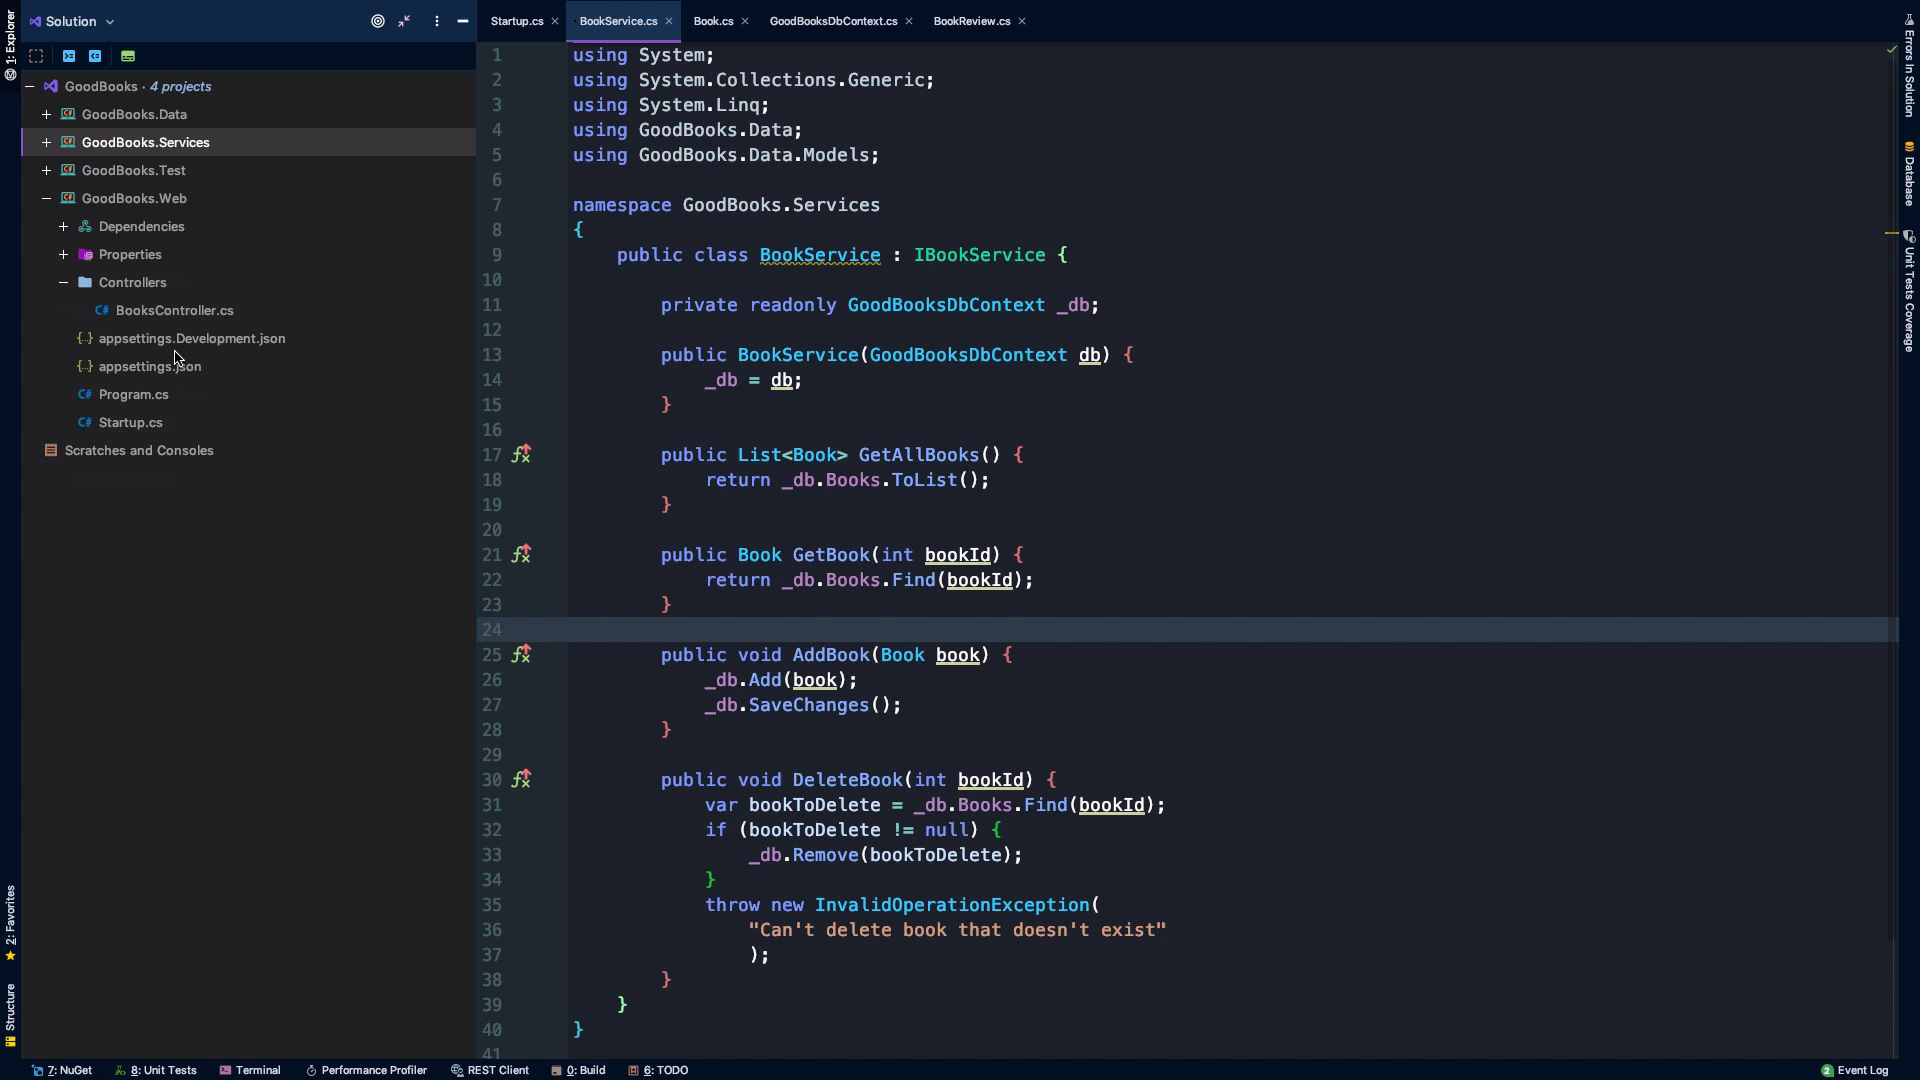 1: Explorer
Solution
GoodBooks · 4 projects
GoodBooks.Data
GoodBooks.Services
GoodBooks.Test
GoodBooks.Web
Dependencies
Properties
Controllers
C# BooksController.cs
{..} appsettings.Development.json
{..} appsettings.json
C# Program.cs
C# Startup.cs
Scratches and Consoles
2: Favorites
Structure
Startup.cs BookService.cs Book.cs GoodBooksDbContext.cs BookReview.cs
1 using System;
2 using System.Collections.Generic;
3 using System.Linq;
4 using GoodBooks.Data;
5 using GoodBooks.Data.Models;
6
7 namespace GoodBooks.Services
8 {
9 public class BookService : IBookService {
10
11 private readonly GoodBooksDbContext _db;
12
13 public BookService(GoodBooksDbContext db) {
14 _db = db;
15 }
16
17 public List<Book> GetAllBooks() {
18 return _db.Books.ToList();
19 }
20
21 public Book GetBook(int bookId) {
22 return _db.Books.Find(bookId);
23 }
24
25 public void AddBook(Book book) {
26 _db.Add(book);
27 _db.SaveChanges();
28 }
29
30 public void DeleteBook(int bookId) {
31 var bookToDelete = _db.Books.Find(bookId);
32 if (bookToDelete != null) {
33 _db.Remove(bookToDelete);
34 }
35 throw new InvalidOperationException(
36 "Can't delete book that doesn't exist"
37 );
38 }
39 }
40 }
41
Errors In Solution
Database
Unit Tests Coverage
7: NuGet 8: Unit Tests Terminal Performance Profiler REST Client 0: Build 6: TODO 2 Event Log